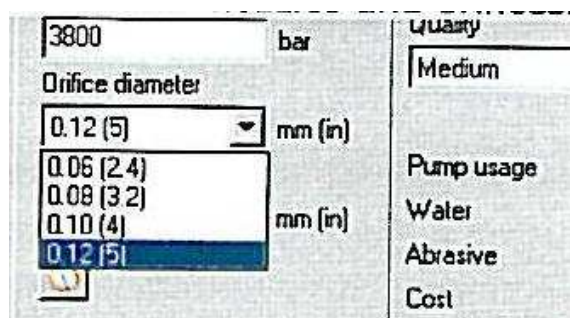 3800
bar
Quality
Medium
Orifice diameter
0.12 (5)
mm (in)
0.06 (2.4)
0.08 (3.2)
0.10 (4)
0.12 (5)
mm (in)
Pump usage
Water
Abrasive
Cost